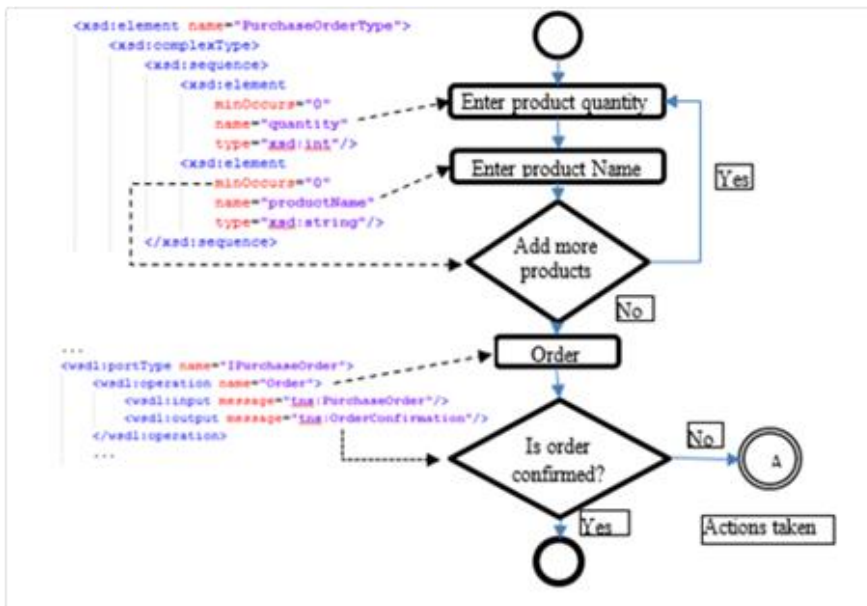 <xsd:element name="PurchaseOrderType">
<xsd:complexType>
<xsd:sequence>
<xsd:element
minOccurs="0"
name="quantity"
type="xsd:int"/>
<xsd:element
minOccurs="0"
name="productName"
type="xsd:string"/>
</xsd:sequence>
Enter product quantity
Enter product Name
Yes
Add more
products
No
...
<wsdl:portType name="IPurchaseOrder">
<wsdl:operation name="Order">
<wsdl:input message="tns:PurchaseOrder"/>
<wsdl:output message="tns:OrderConfirmation"/>
</wsdl:operation>
...
Order
Is order
confirmed?
No
A
Yes
Actions taken